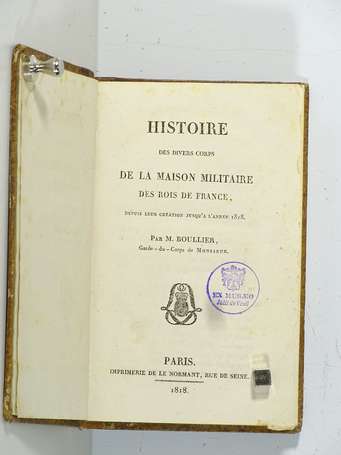 HISTOIRE
DES DIVERS CORPS
DE LA MAISON MILITAIRE
DES ROIS DE FRANCE,
DEPUIS LEUR CRÉATION JUSQU'A L'ANNÉE 1818.
PAR M. BOULLIER,
Garde-du-Corps de MONSIEUR.
EX MUSÆO
PARIS.
IMPRIMERIE DE LE NORMANT, RUE DE SEINE.
1818.